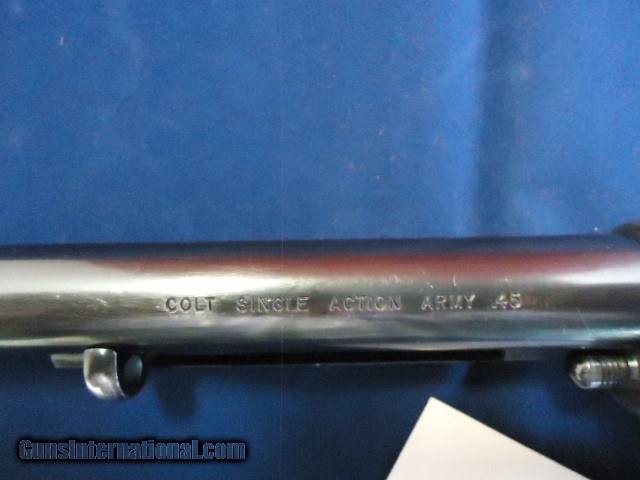 COLT SINGLE ACTION ARMY .45
GunsInternational.com